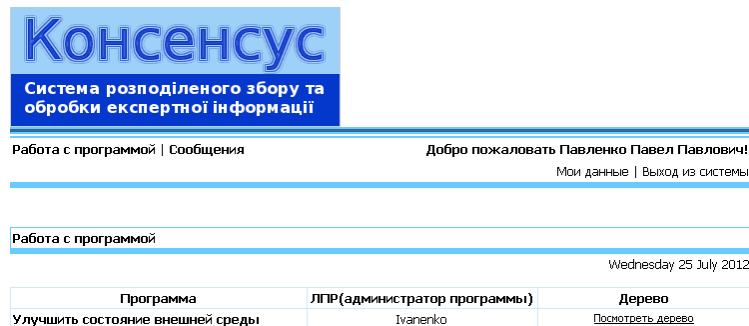 Консенсус
Система розподіленого збору та
обробки експертної інформації
Работа с программой | Сообщения Добро пожаловать Павленко Павел Павлович!
Мои данные | Выход из системы
Работа с программой
Wednesday 25 July 2012
Программа ЛПР(администратор программы) Дерево
Улучшить состояние внешней среды Ivanenko Посмотреть дерево